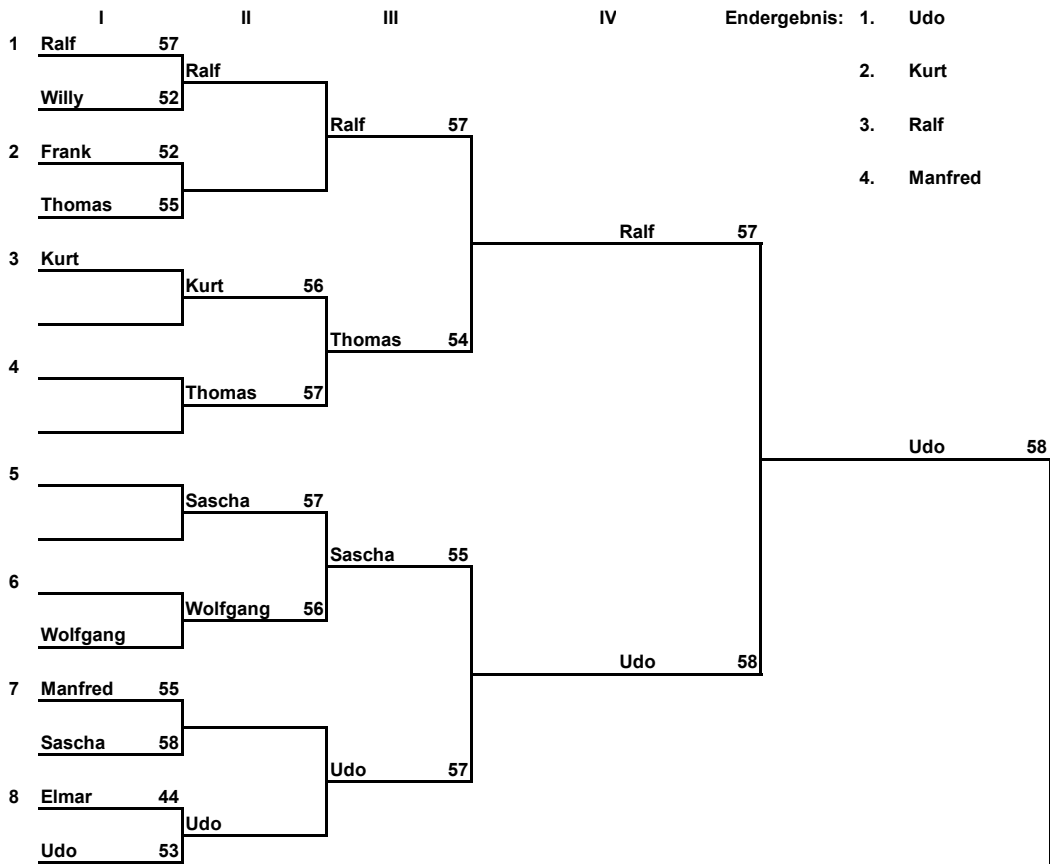 I II III IV Endergebnis: 1. Udo
1 Ralf 57
Ralf
2. Kurt
Willy 52
Ralf 57 3. Ralf
2 Frank 52
4. Manfred
Thomas 55
Ralf 57
3 Kurt
Kurt 56
Thomas 54
4
Thomas 57
Udo 58
5
Sascha 57
Sascha 55
6
Wolfgang 56
Wolfgang
Udo 58
7 Manfred 55
Sascha 58
Udo 57
8 Elmar 44
Udo
Udo 53